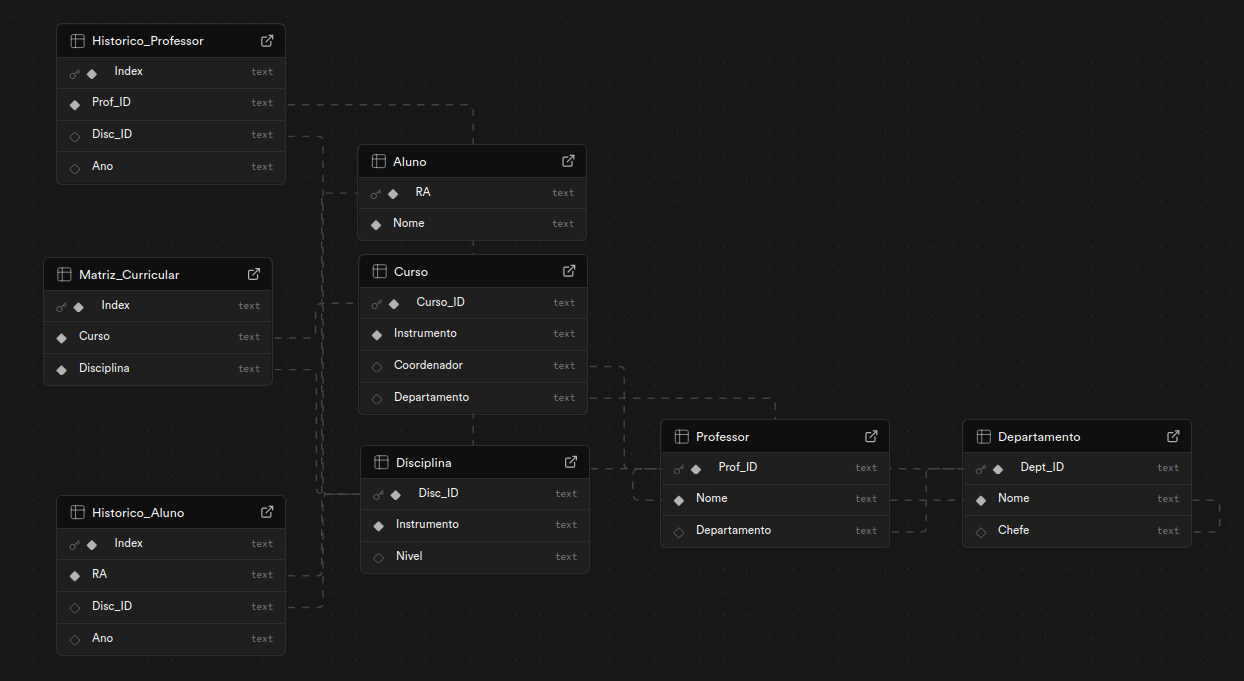 Historico_Professor
Index text
Prof_ID text
Disc_ID text
Ano text
Aluno
RA text
Nome text
Matriz_Curricular
Index text
Curso text
Disciplina text
Curso
Curso_ID text
Instrumento text
Coordenador text
Departamento text
Professor
Prof_ID text
Nome text
Departamento text
Departamento
Dept_ID text
Nome text
Chefe text
Disciplina
Disc_ID text
Instrumento text
Nivel text
Historico_Aluno
Index text
RA text
Disc_ID text
Ano text